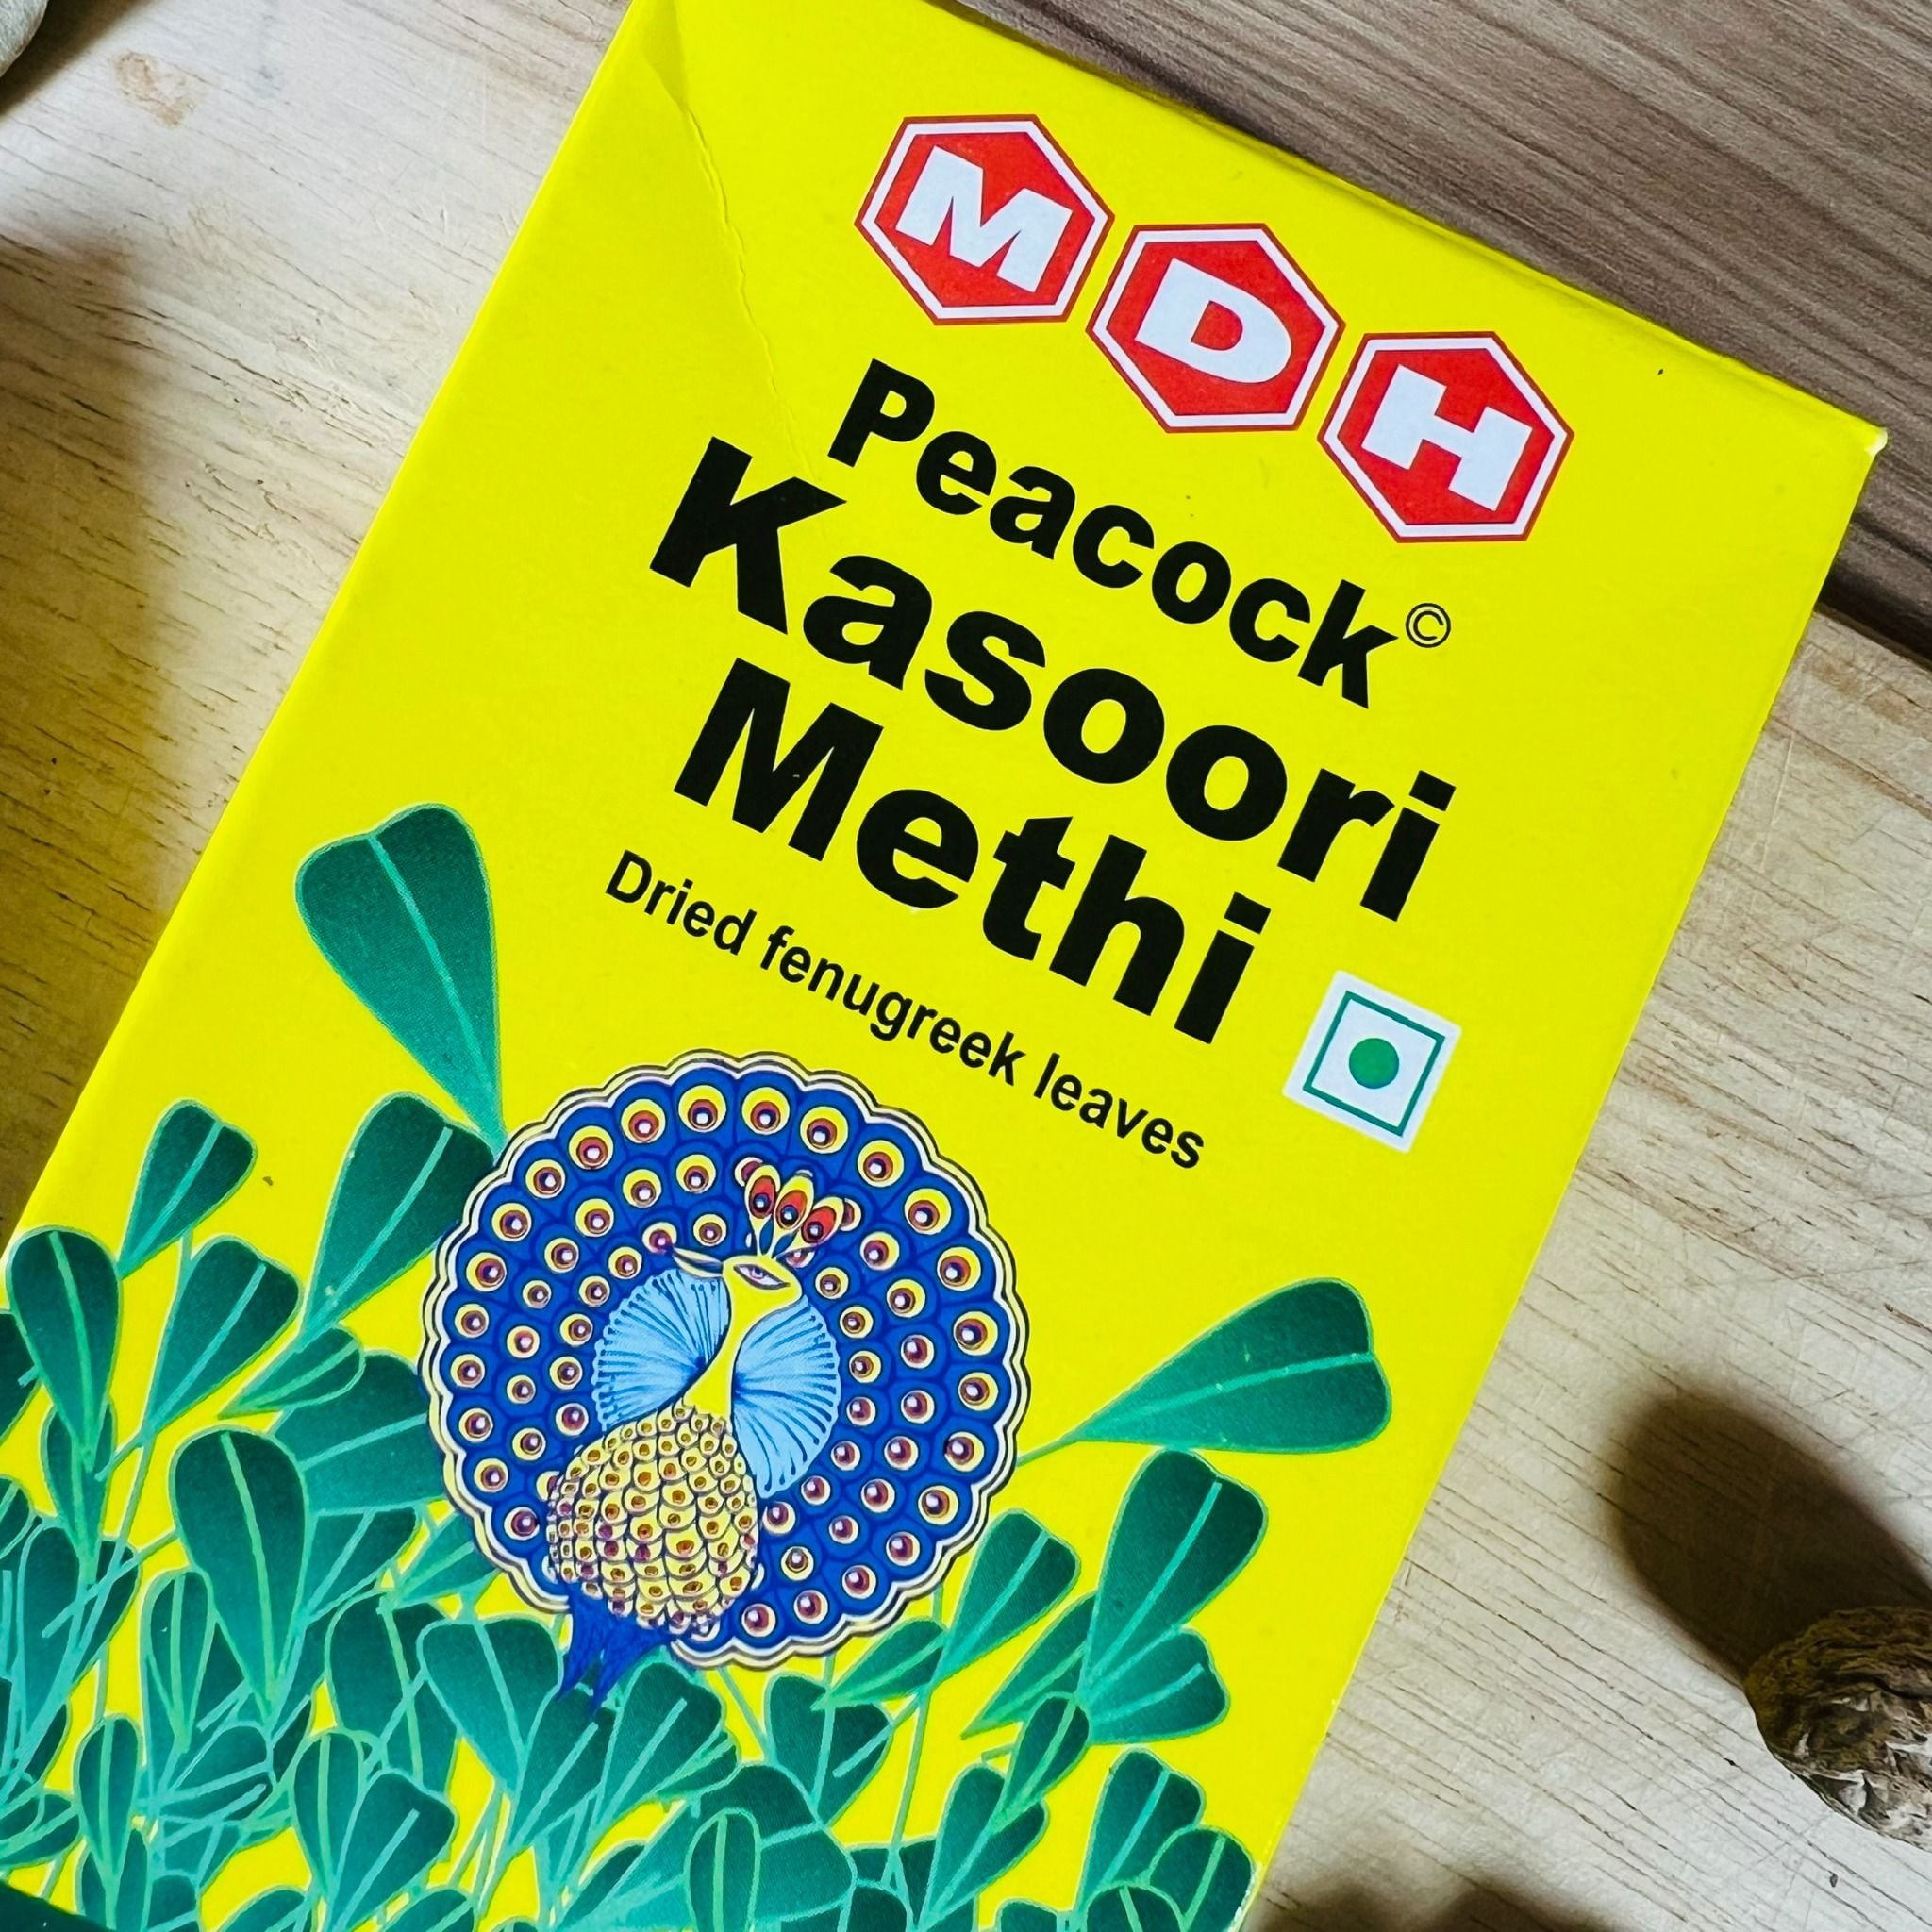 MDH
Peacock©
Kasoori
Methi
Dried fenugreek leaves